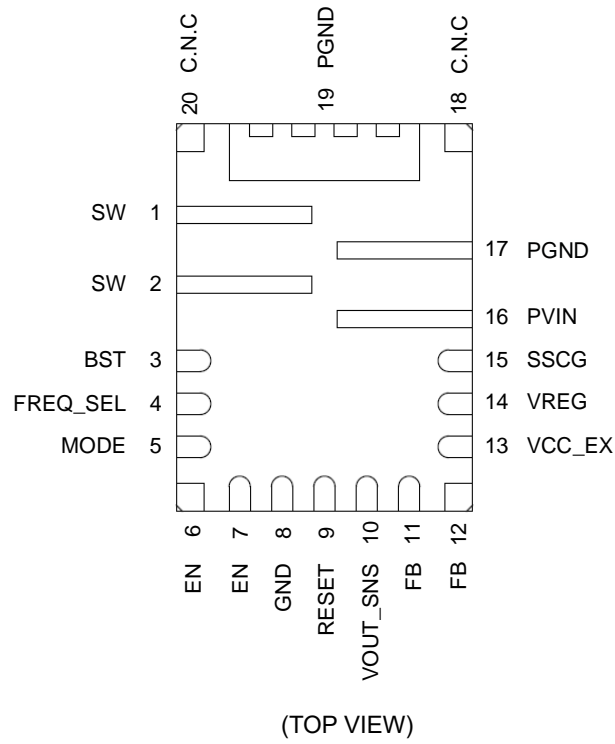 C.N.C
PGND
C.N.C
20
19
18
SW 1
17 PGND
SW 2
16 PVIN
BST 3
15 SSCG
FREQ_SEL 4
14 VREG
MODE 5
13 VCC_EX
6 7 8 9 10 11 12
EN EN GND RESET VOUT_SNS FB FB
(TOP VIEW)